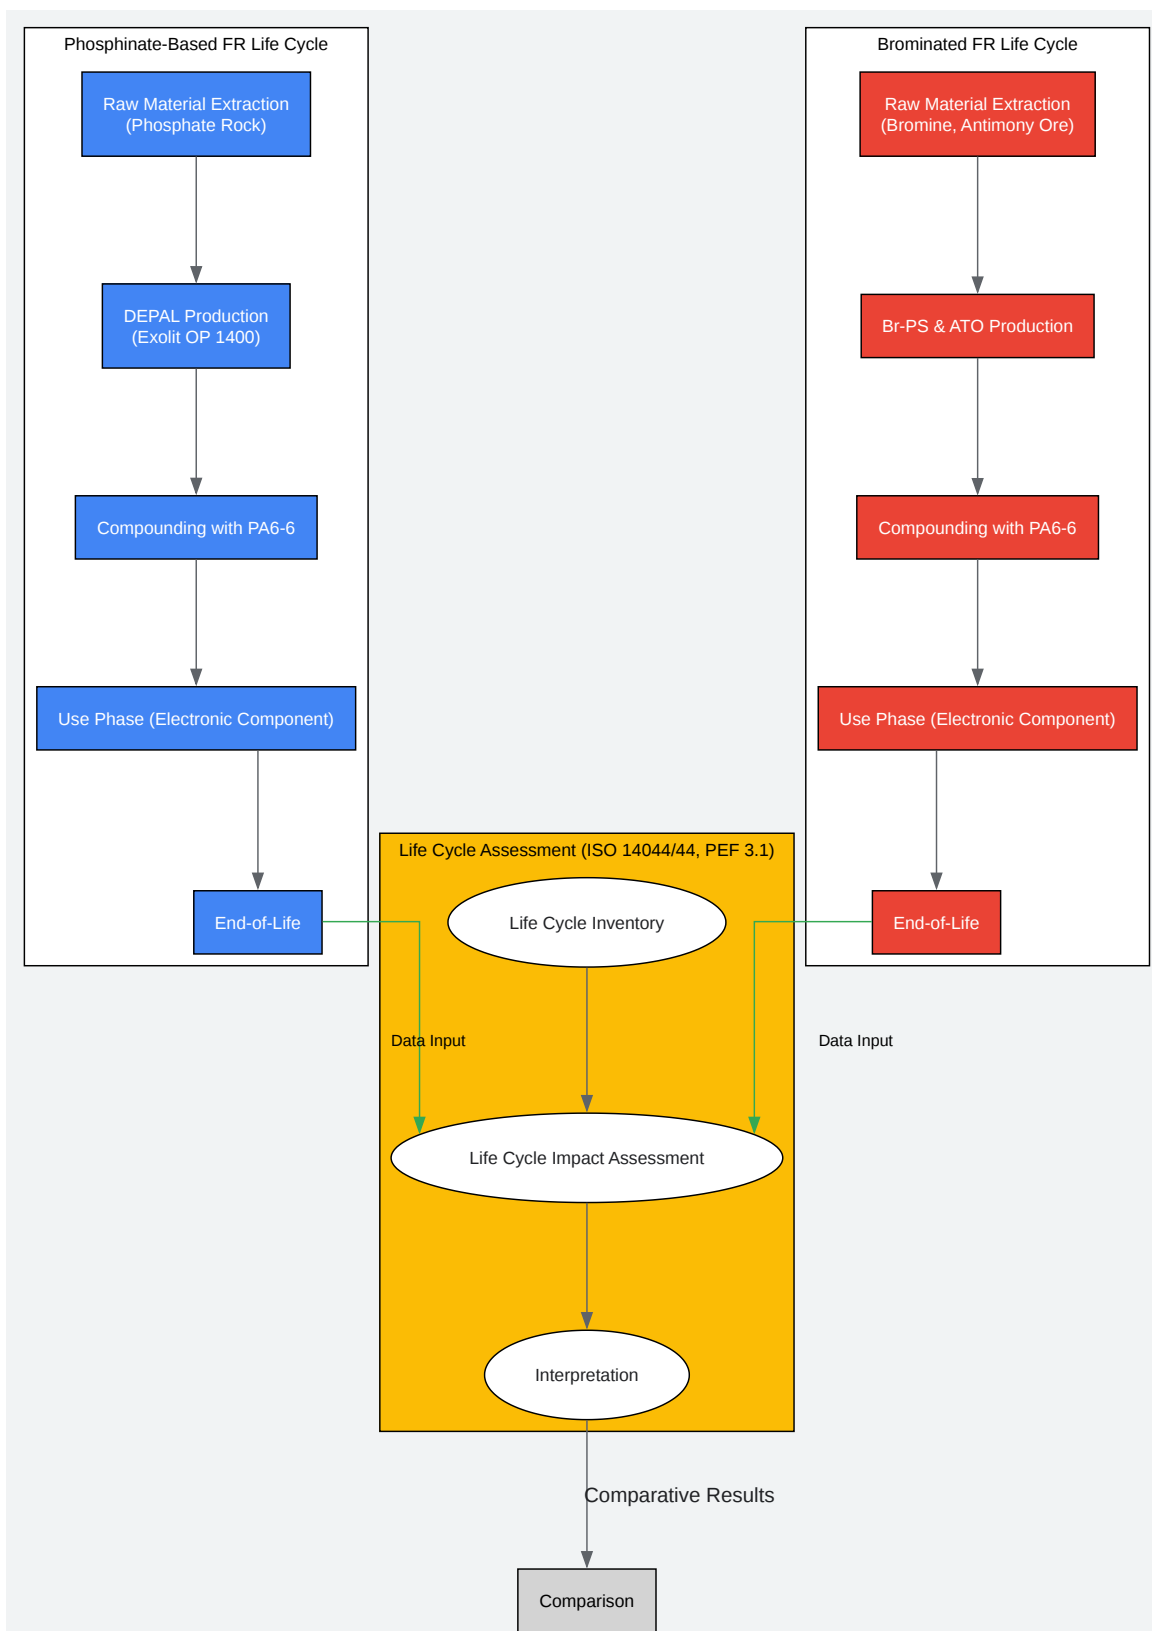 Phosphinate-Based FR Life Cycle
Raw Material Extraction
(Phosphate Rock)
DEPAL Production
(Exolit OP 1400)
Compounding with PA6-6
Use Phase (Electronic Component)
End-of-Life
Brominated FR Life Cycle
Raw Material Extraction
(Bromine, Antimony Ore)
Br-PS & ATO Production
Compounding with PA6-6
Use Phase (Electronic Component)
End-of-Life
Life Cycle Assessment (ISO 14044/44, PEF 3.1)
Life Cycle Inventory
Data Input
Data Input
Life Cycle Impact Assessment
Interpretation
Comparative Results
Comparison